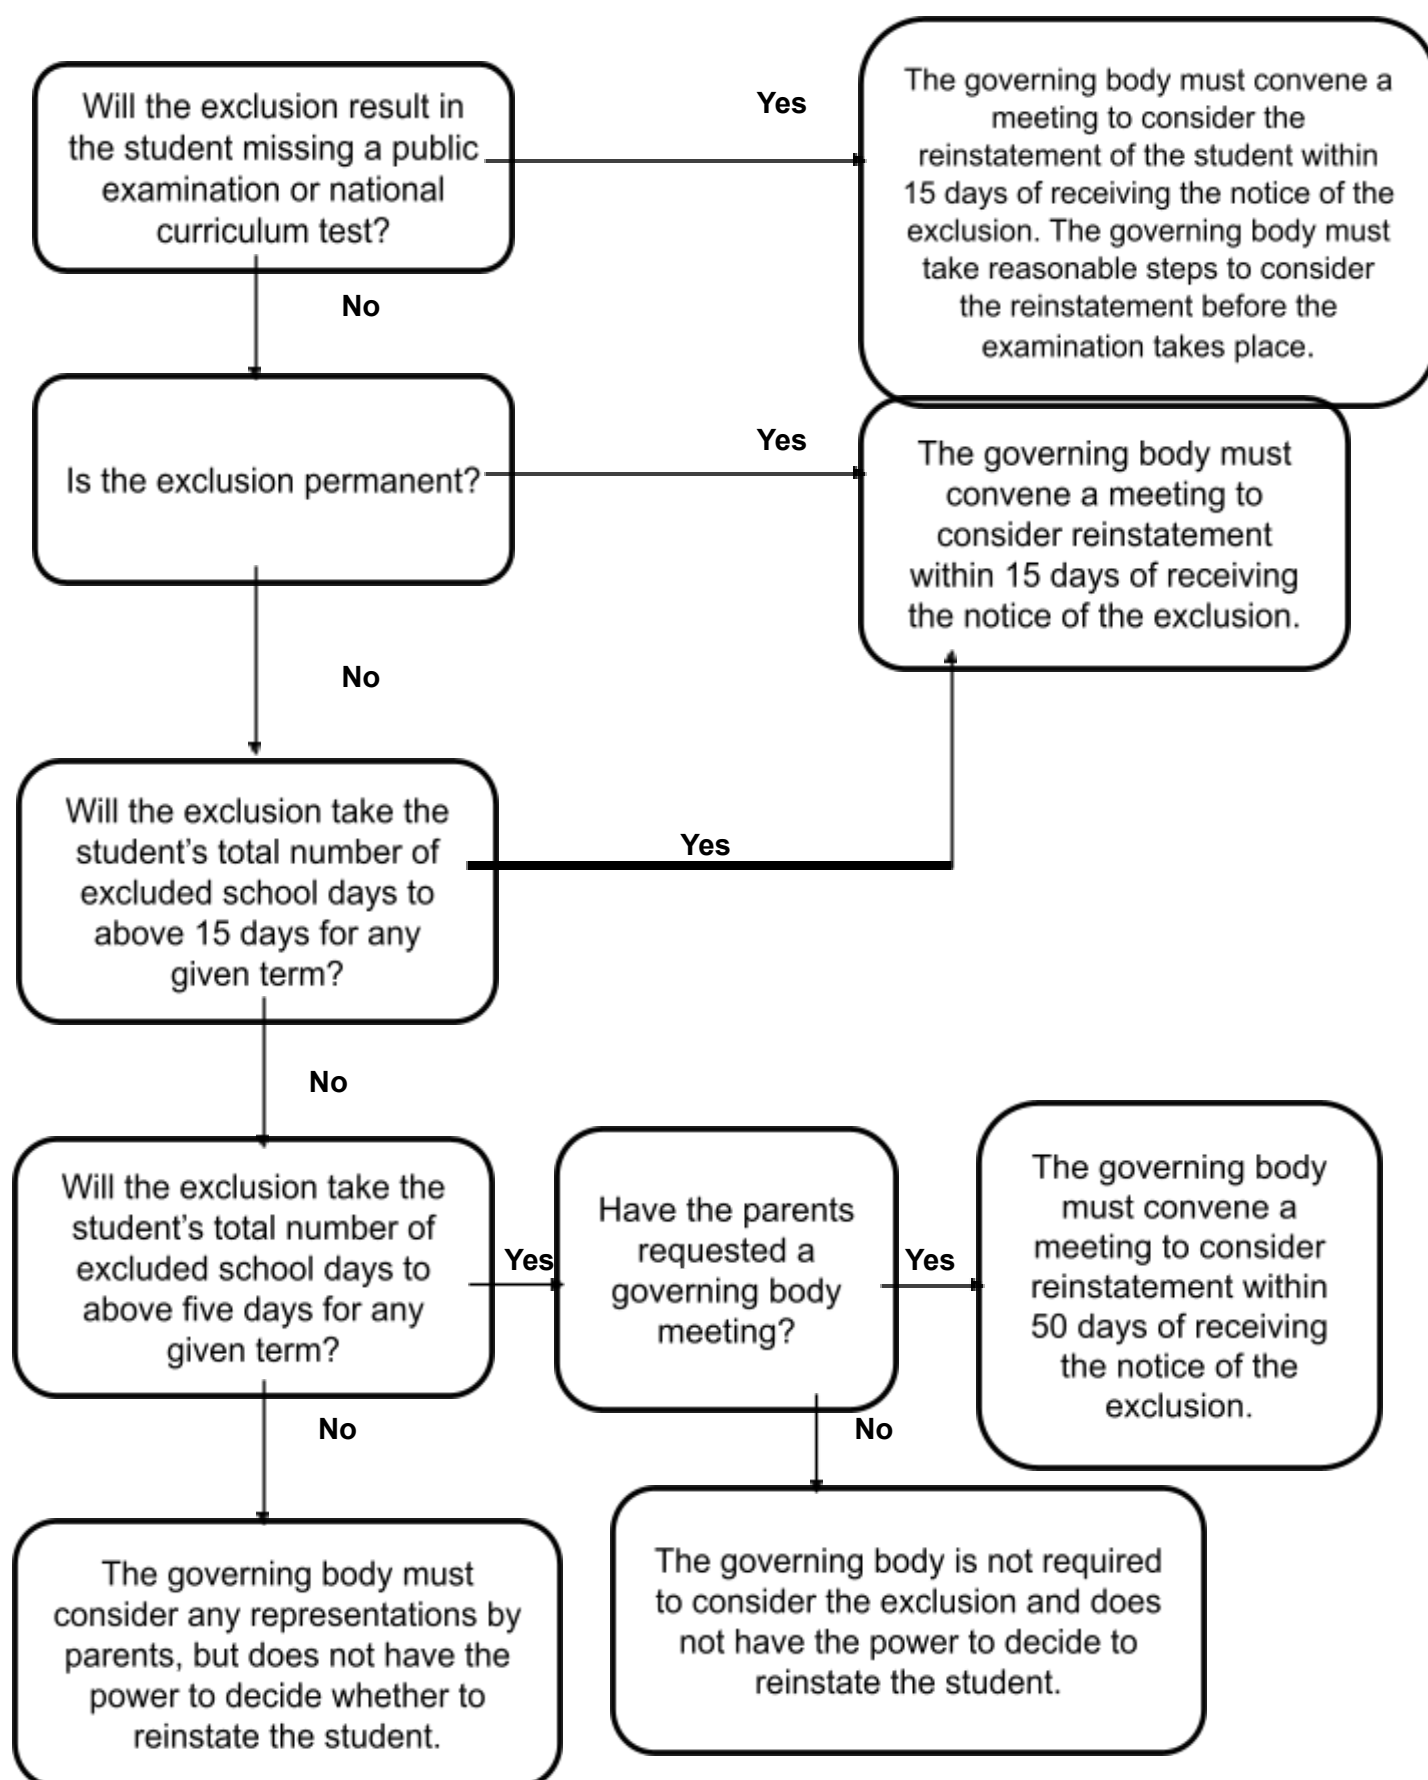 Will the exclusion result in
the student missing a public
examination or national
curriculum test?
Yes
The governing body must convene a
meeting to consider the
reinstatement of the student within
15 days of receiving the notice of the
exclusion. The governing body must
take reasonable steps to consider
the reinstatement before the
examination takes place.
No
Is the exclusion permanent?
Yes
The governing body must
convene a meeting to
consider reinstatement
within 15 days of receiving
the notice of the exclusion.
No
Will the exclusion take the
student’s total number of
excluded school days to
above 15 days for any
given term?
Yes
No
Will the exclusion take the
student’s total number of
excluded school days to
above five days for any
given term?
Yes
Have the parents
requested a
governing body
meeting?
Yes
The governing body
must convene a
meeting to consider
reinstatement within
50 days of receiving
the notice of the
exclusion.
No
No
The governing body must
consider any representations by
parents, but does not have the
power to decide whether to
reinstate the student.
The governing body is not required
to consider the exclusion and does
not have the power to decide to
reinstate the student.